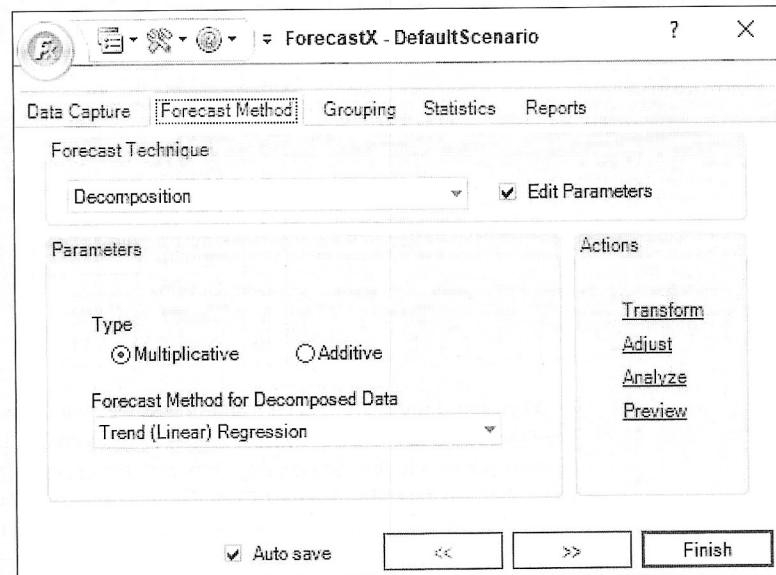 Fx ForecastX - DefaultScenario ? X
Data Capture Forecast Method Grouping Statistics Reports
Forecast Technique
Decomposition Edit Parameters
Parameters Actions
Transform
Type
Multiplicative Additive
Adjust
Analyze
Forecast Method for Decomposed Data
Preview
Trend (Linear) Regression
Auto save << >> Finish